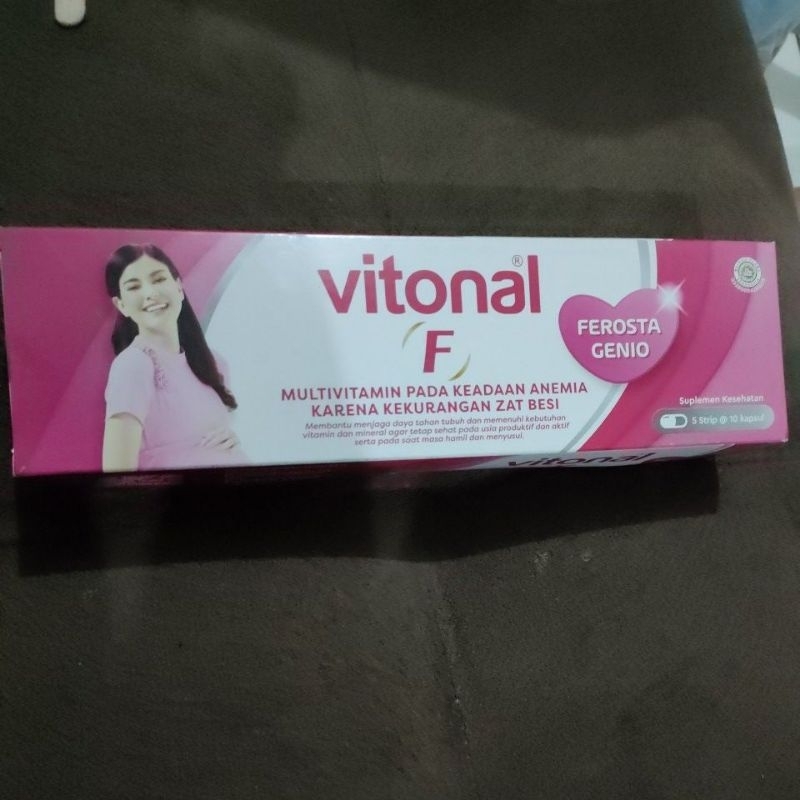 vitonal®
F
MULTIVITAMIN PADA KEADAAN ANEMIA
KARENA KEKURANGAN ZAT BESI
Membantu menjaga daya tahan tubuh dan memenuhi kebutuhan
vitamin dan mineral agar tetap sehat pada usia produktif dan aktif
serta pada saat masa hamil dan menyusui.
FEROSTA
GENIO
Suplemen Kesehatan
5 Strip @ 10 kapsul
vitonal